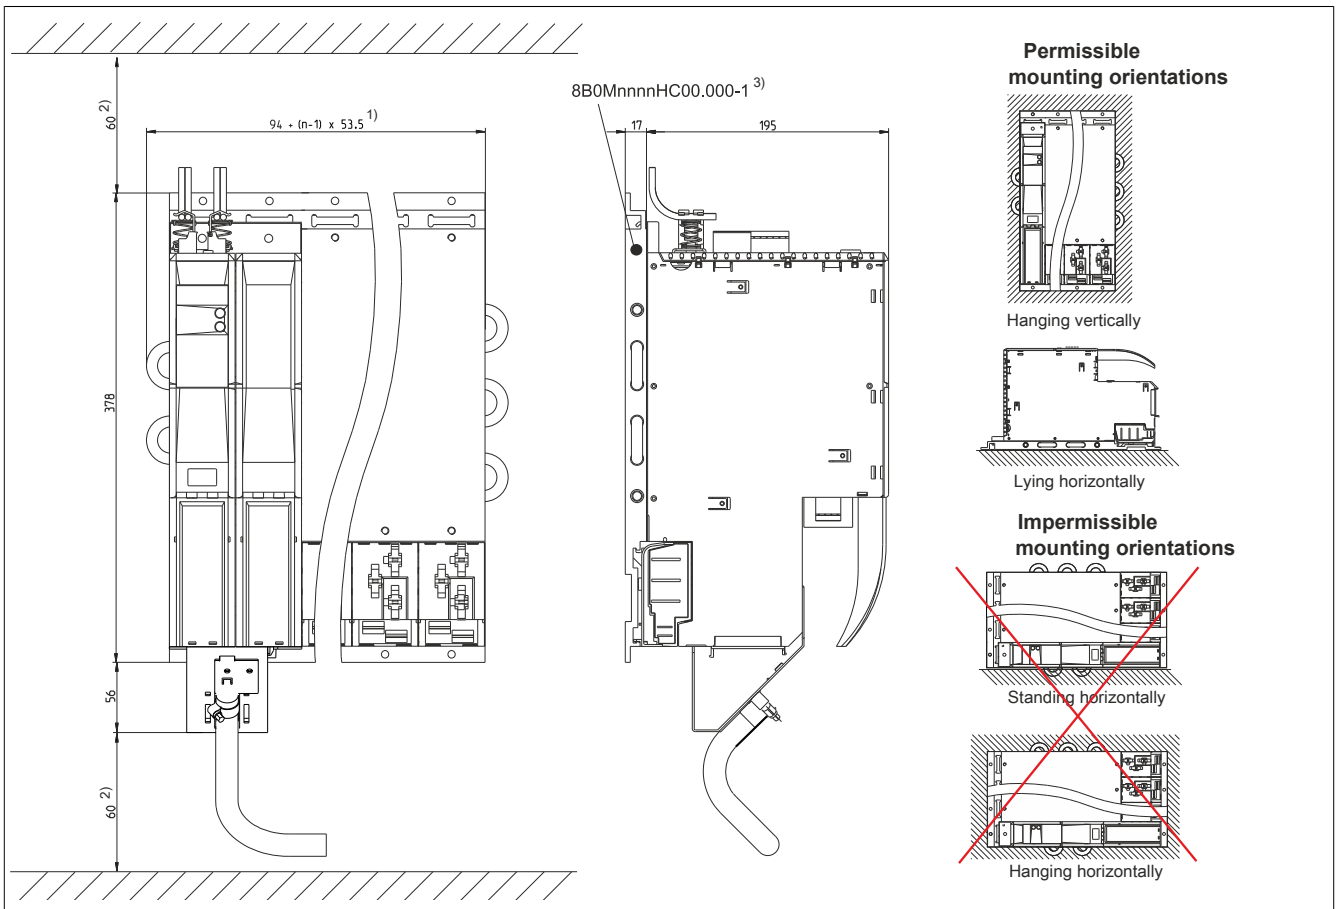 60 2)
94 + (n-1) x 53.5 1)
378
56
60 2)
8B0MnnnnHC00.000-1 3)
17
195
Permissible
mounting orientations
Hanging vertically
Lying horizontally
Impermissible
mounting orientations
Standing horizontally
Hanging horizontally